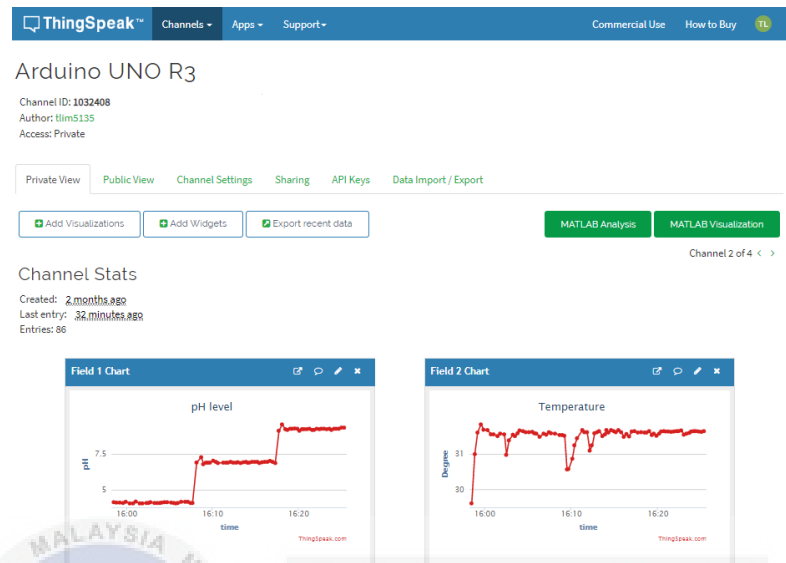 ThingSpeak™ Channels Apps Support Commercial Use How to Buy TL
Arduino UNO R3
Channel ID: 1032408
Author: tlim5135
Access: Private
Private View Public View Channel Settings Sharing API Keys Data Import / Export
Add Visualizations Add Widgets Export recent data MATLAB Analysis MATLAB Visualization
Channel 2 of 4 < >
Channel Stats
Created: 2 months ago
Last entry: 32 minutes ago
Entries: 86
Field 1 Chart
pH level
pH
7.5
5
16:00 16:10 16:20
time
ThingSpeak.com
Field 2 Chart
Temperature
Degree
31
30
16:00 16:10 16:20
time
ThingSpeak.com
MALAYSIA